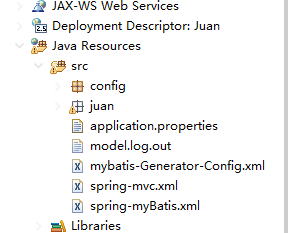 JAX-WS Web Services
Deployment Descriptor: Juan
Java Resources
src
config
juan
application.properties
model.log.out
mybatis-Generator-Config.xml
spring-mvc.xml
spring-myBatis.xml
Libraries